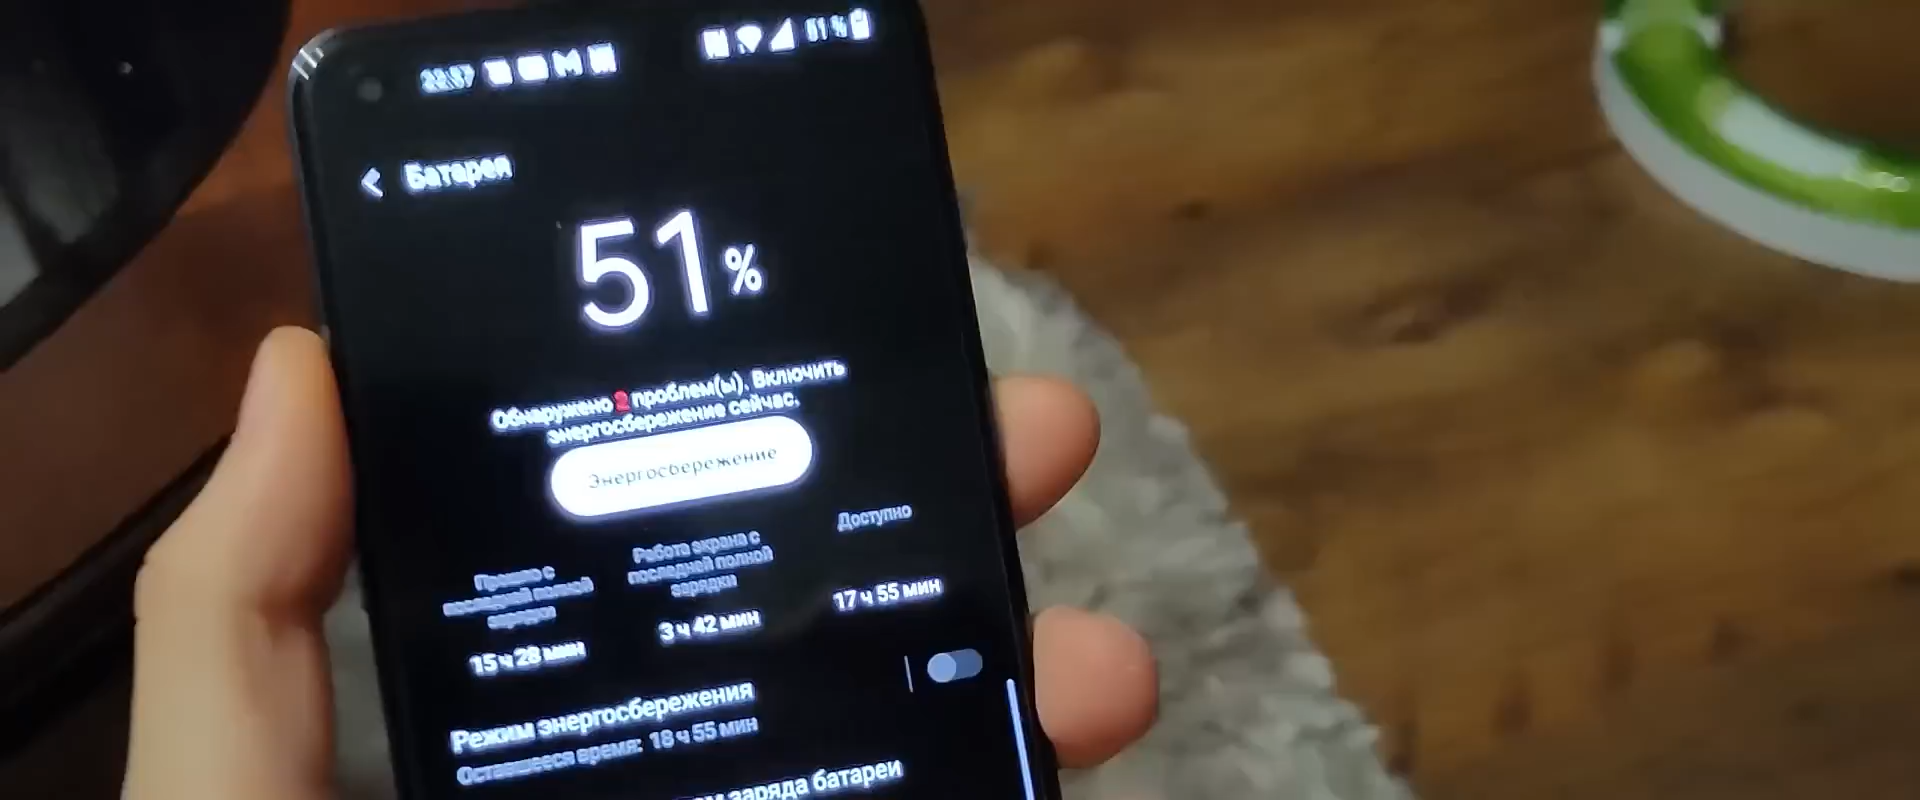 22:57 51 %
Батарея
51%
Обнаружено 2 проблем(ы). Включить
энергосбережение сейчас.
Энергосбережение
Прошло с
последней полной
зарядки
15 ч 28 мин
Работа экрана с
последней полной
зарядки
3 ч 42 мин
Доступно
17 ч 55 мин
Режим энергосбережения
Оставшееся время: 18 ч 55 мин
заряда батареи